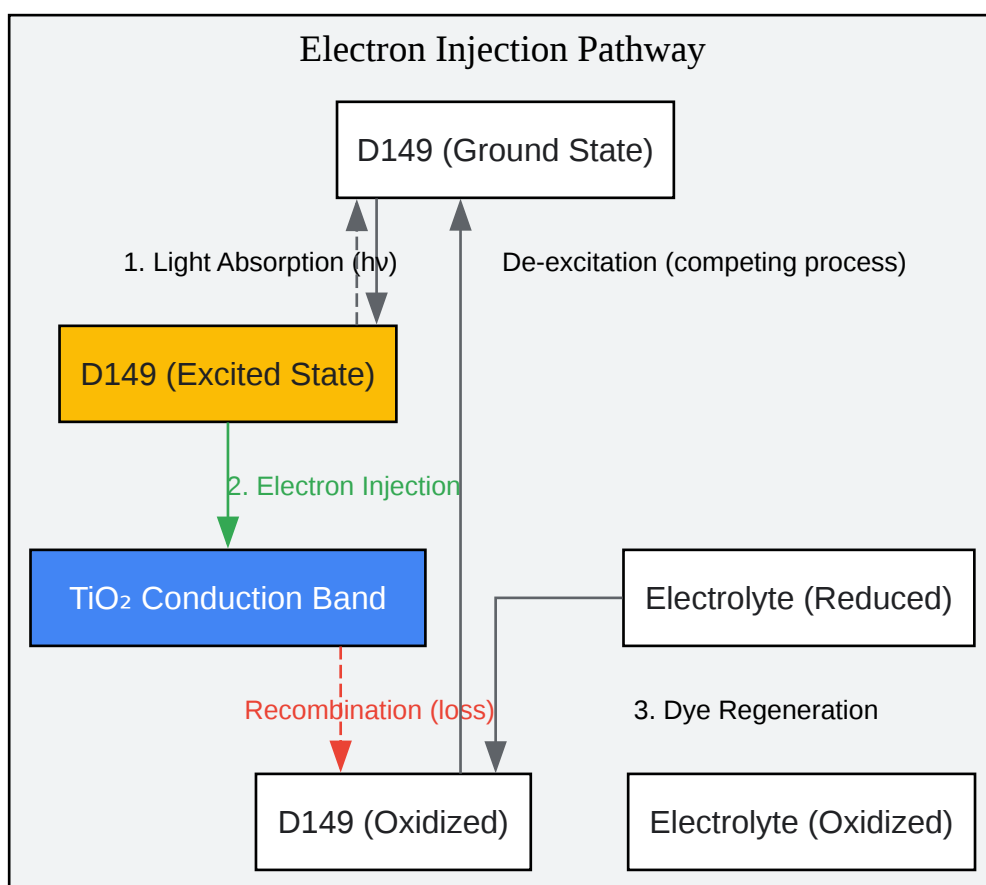 Electron Injection Pathway
D149 (Ground State)
1. Light Absorption (hν)
De-excitation (competing process)
D149 (Excited State)
2. Electron Injection
TiO₂ Conduction Band
Electrolyte (Reduced)
Recombination (loss)
3. Dye Regeneration
D149 (Oxidized)
Electrolyte (Oxidized)